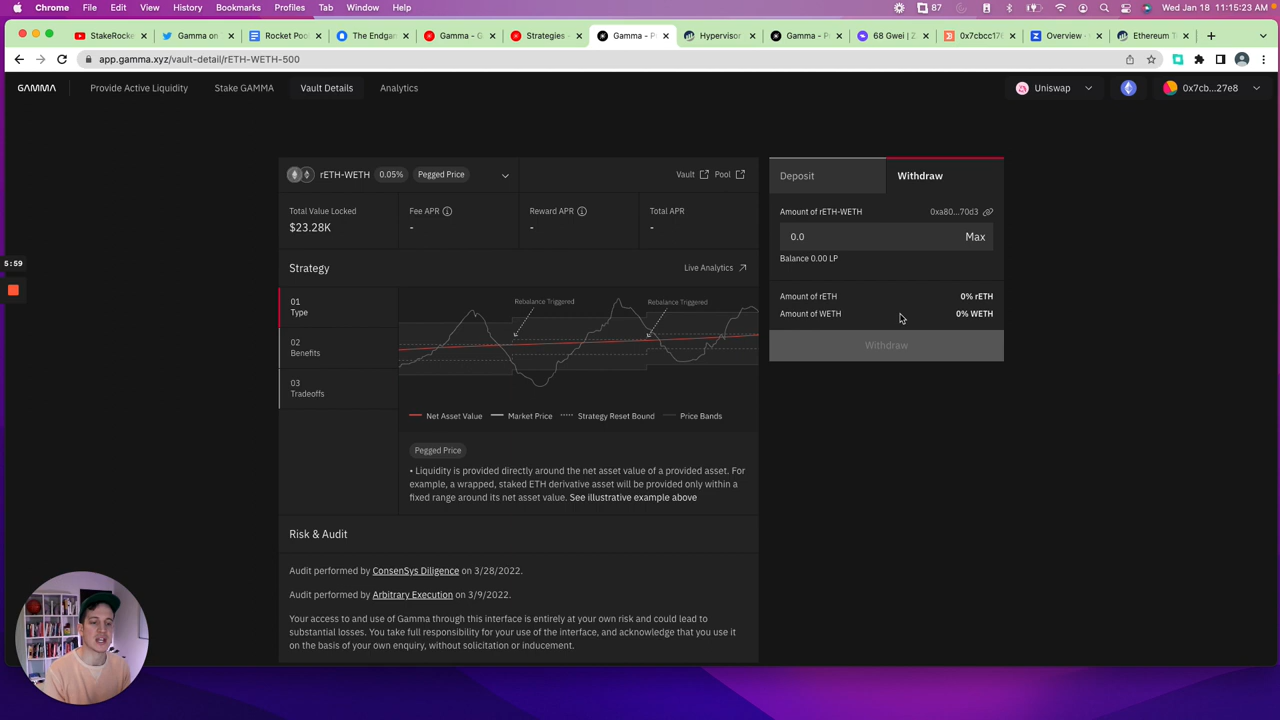 Chrome File Edit View History Bookmarks Profiles Tab Window Help 87 Wed Jan 18 11:15:23 AM
StakeRocke Gamma on Rocket Poo The Endgam Gamma - G Strategies - Gamma - P Hypervisor Gamma - P 68 Gwei | Z 0x7cbcc17( Overview - Ethereum T
app.gamma.xyz/vault-detail/rETH-WETH-500
GAMMA Provide Active Liquidity Stake GAMMA Vault Details Analytics Uniswap 0x7cb...27e8
rETH-WETH 0.05% Pegged Price Vault Pool
Total Value Locked Fee APR Reward APR Total APR
$23.28K - - -
Strategy Live Analytics
01
Type
02
Benefits
03
Tradeoffs
Rebalance Triggered Rebalance Triggered
Net Asset Value Market Price Strategy Reset Bound Price Bands
Pegged Price
• Liquidity is provided directly around the net asset value of a provided asset. For
example, a wrapped, staked ETH derivative asset will be provided only within a
fixed range around its net asset value. See illustrative example above
Risk & Audit
Audit performed by ConsenSys Diligence on 3/28/2022.
Audit performed by Arbitrary Execution on 3/9/2022.
Your access to and use of Gamma through this interface is entirely at your own risk and could lead to
substantial losses. You take full responsibility for your use of the interface, and acknowledge that you use it
on the basis of your own enquiry, without solicitation or inducement.
Deposit Withdraw
Amount of rETH-WETH 0xa80...70d3
0.0 Max
Balance 0.00 LP
Amount of rETH 0% rETH
Amount of WETH 0% WETH
Withdraw
5:59